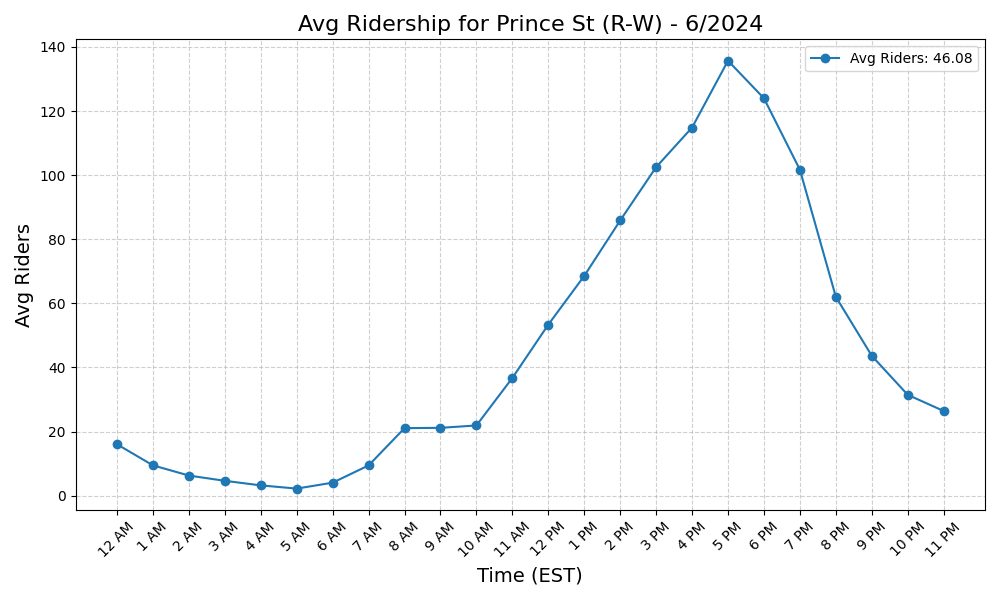 Avg Ridership for Prince St (R-W) - 6/2024
Avg Riders: 46.08
Avg Riders
140
120
100
80
60
40
20
0
12 AM
1 AM
2 AM
3 AM
4 AM
5 AM
6 AM
7 AM
8 AM
9 AM
10 AM
11 AM
12 PM
1 PM
2 PM
3 PM
4 PM
5 PM
6 PM
7 PM
8 PM
9 PM
10 PM
11 PM
Time (EST)